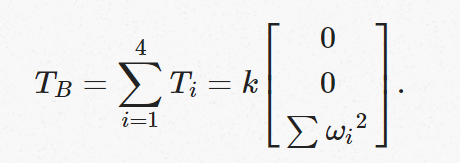 $$T_B = \sum_{i=1}^{4} T_i = k \begin{bmatrix} 0 \\ 0 \\ \sum \omega_i{}^2 \end{bmatrix}.$$